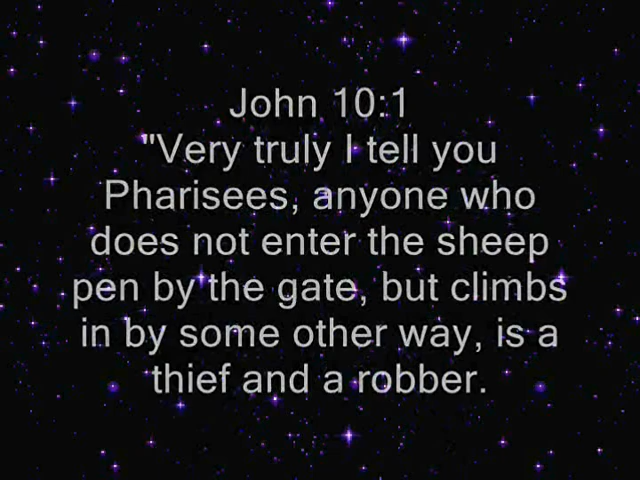 John 10:1
"Very truly I tell you
Pharisees, anyone who
does not enter the sheep
pen by the gate, but climbs
in by some other way, is a
thief and a robber.